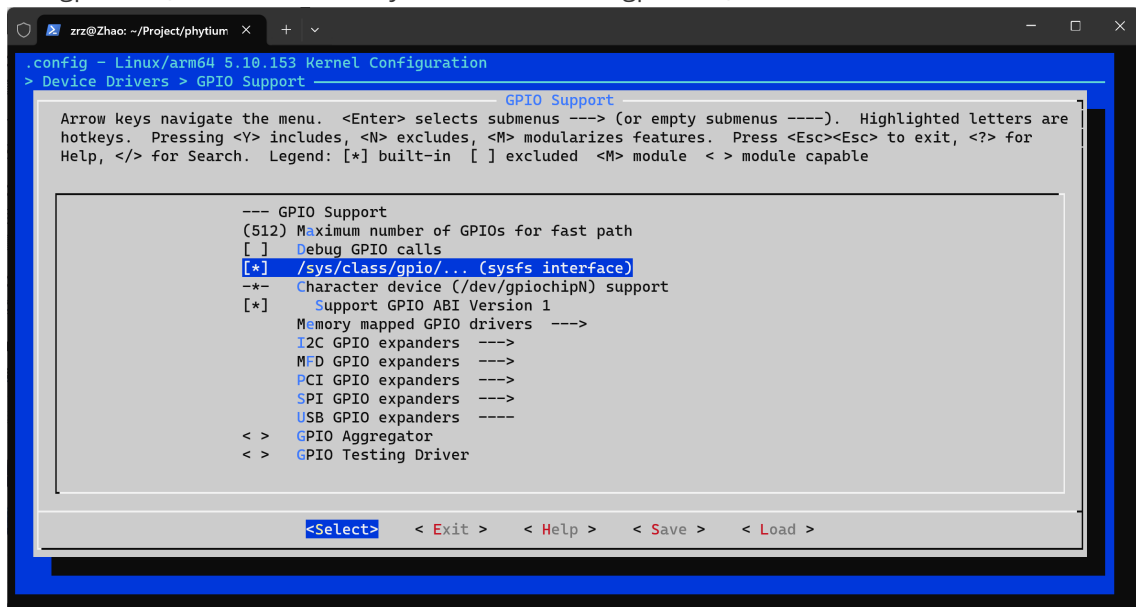 zrz@Zhao: ~/Project/phytium
.config - Linux/arm64 5.10.153 Kernel Configuration
> Device Drivers > GPIO Support
GPIO Support
Arrow keys navigate the menu.  <Enter> selects submenus ---> (or empty submenus ----).  Highlighted letters are
hotkeys.  Pressing <Y> includes, <N> excludes, <M> modularizes features.  Press <Esc><Esc> to exit, <?> for
Help, </> for Search.  Legend: [*] built-in  [ ] excluded  <M> module  < > module capable
--- GPIO Support
(512) Maximum number of GPIOs for fast path
[ ]   Debug GPIO calls
[*]   /sys/class/gpio/... (sysfs interface)
-*-   Character device (/dev/gpiochipN) support
[*]     Support GPIO ABI Version 1
Memory mapped GPIO drivers  --->
I2C GPIO expanders  --->
MFD GPIO expanders  --->
PCI GPIO expanders  --->
SPI GPIO expanders  --->
USB GPIO expanders  ----
< >   GPIO Aggregator
< >   GPIO Testing Driver
<Select>    < Exit >    < Help >    < Save >    < Load >